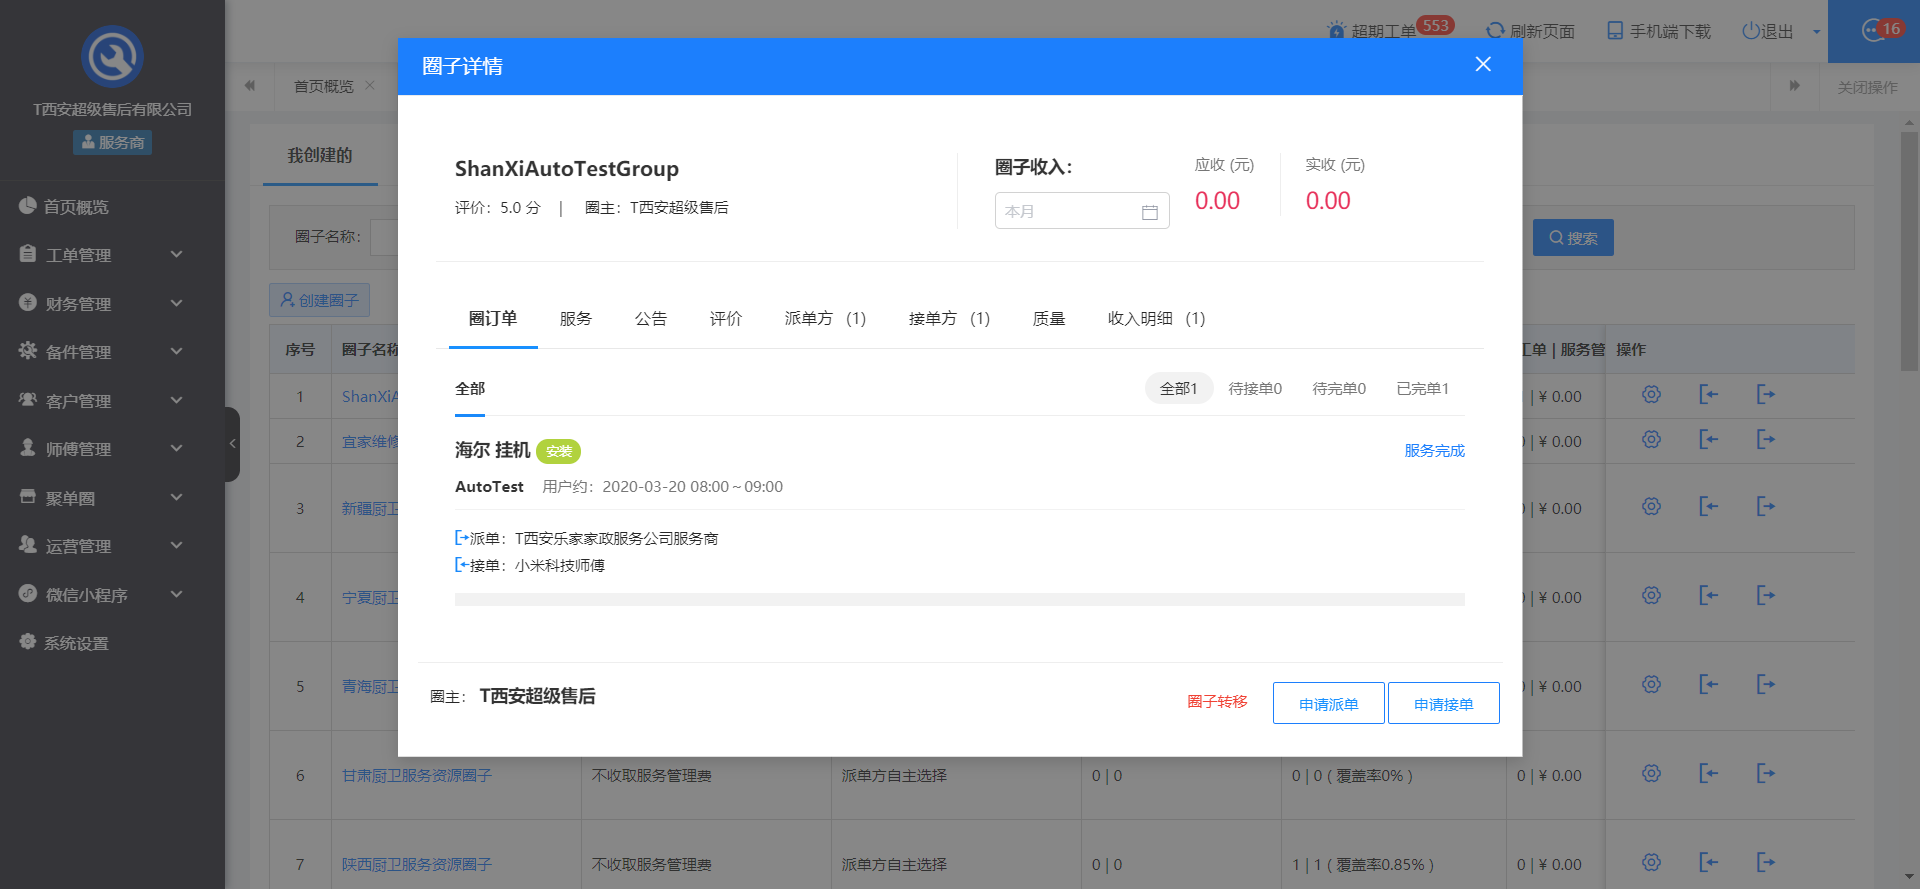 T西安超级售后有限公司
服务商
首页概览
工单管理
财务管理
备件管理
客户管理
师傅管理
聚单圈
运营管理
微信小程序
系统设置
超期工单 553
刷新页面
手机端下载
退出
16
首页概览
关闭操作
我创建的
圈子名称：
搜索
创建圈子
序号
圈子名称
工单 | 服务管
操作
1
ShanXiA
| ¥ 0.00
2
宜家维修
| ¥ 0.00
3
新疆厨卫
| ¥ 0.00
4
宁夏厨卫
| ¥ 0.00
5
青海厨卫
| ¥ 0.00
6
甘肃厨卫服务资源圈子
不收取服务管理费
派单方自主选择
0 | 0
0 | 0 ( 覆盖率0% )
0 | ¥ 0.00
7
陕西厨卫服务资源圈子
不收取服务管理费
派单方自主选择
0 | 0
1 | 1 ( 覆盖率0.85% )
0 | ¥ 0.00
圈子详情
ShanXiAutoTestGroup
评价：5.0 分 | 圈主：T西安超级售后
圈子收入：
本月
应收 (元)
0.00
实收 (元)
0.00
圈订单
服务
公告
评价
派单方 (1)
接单方 (1)
质量
收入明细 (1)
全部
全部1
待接单0
待完单0
已完单1
海尔 挂机 安装
服务完成
AutoTest 用户约：2020-03-20 08:00 ~ 09:00
派单：T西安乐家家政服务公司服务商
接单：小米科技师傅
圈主：T西安超级售后
圈子转移
申请派单
申请接单